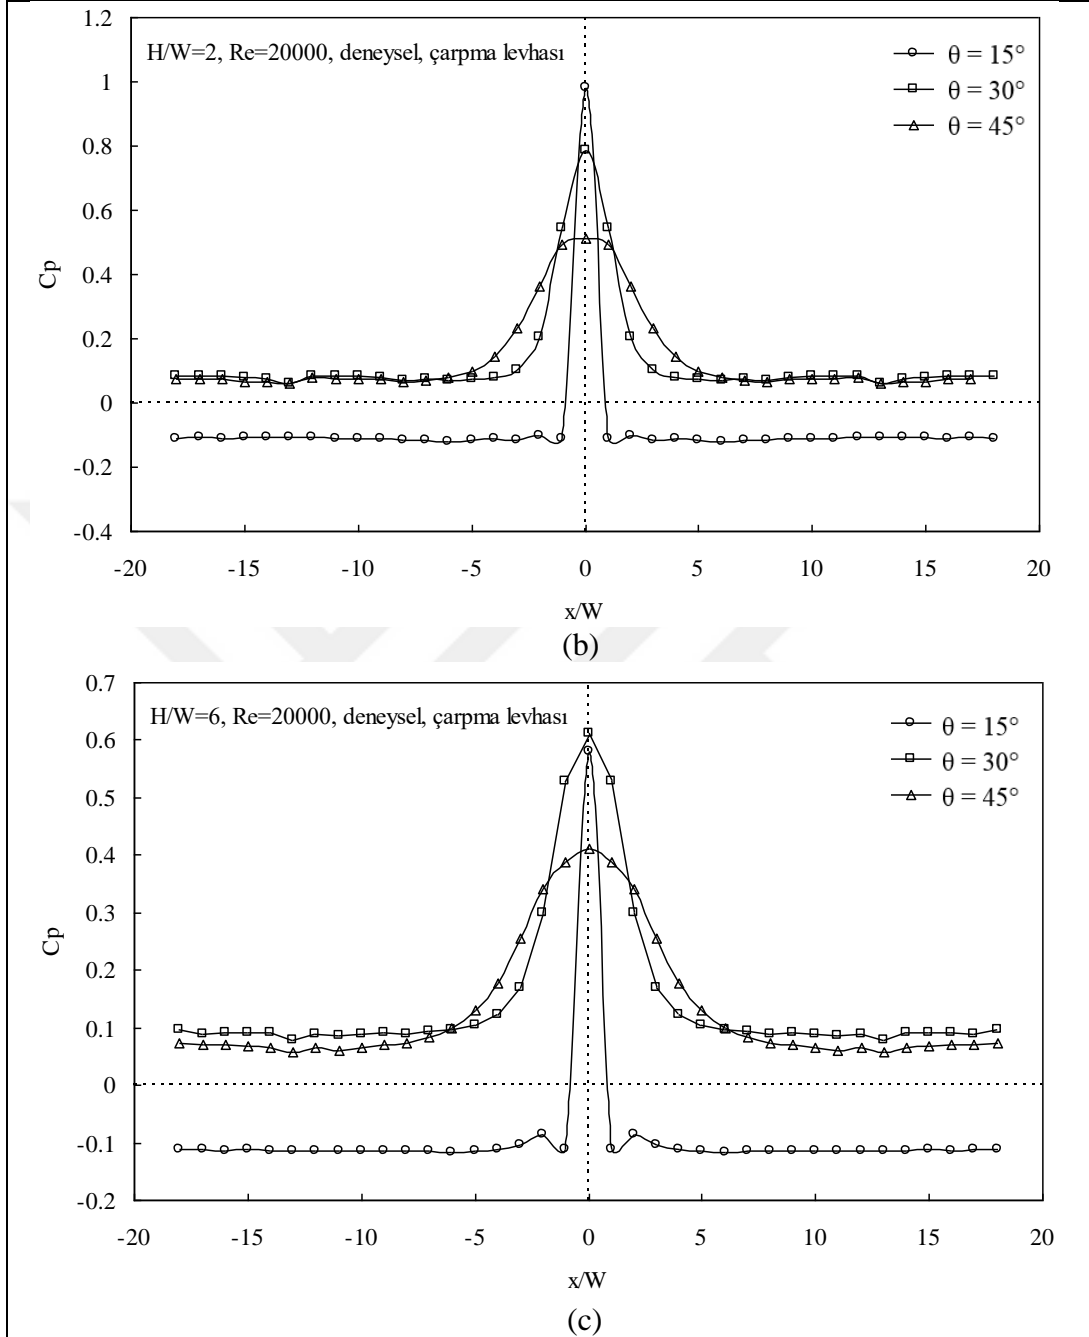 1.2
H/W=2, Re=20000, deneysel, çarpma levhası
θ = 15°
1
θ = 30°
θ = 45°
0.8
0.6
Cp
0.4
0.2
0
-0.2
-0.4
-20 -15 -10 -5 0 5 10 15 20
x/W
(b)
0.7
H/W=6, Re=20000, deneysel, çarpma levhası
θ = 15°
0.6
θ = 30°
θ = 45°
0.5
0.4
Cp
0.3
0.2
0.1
0
-0.1
-0.2
-20 -15 -10 -5 0 5 10 15 20
x/W
(c)